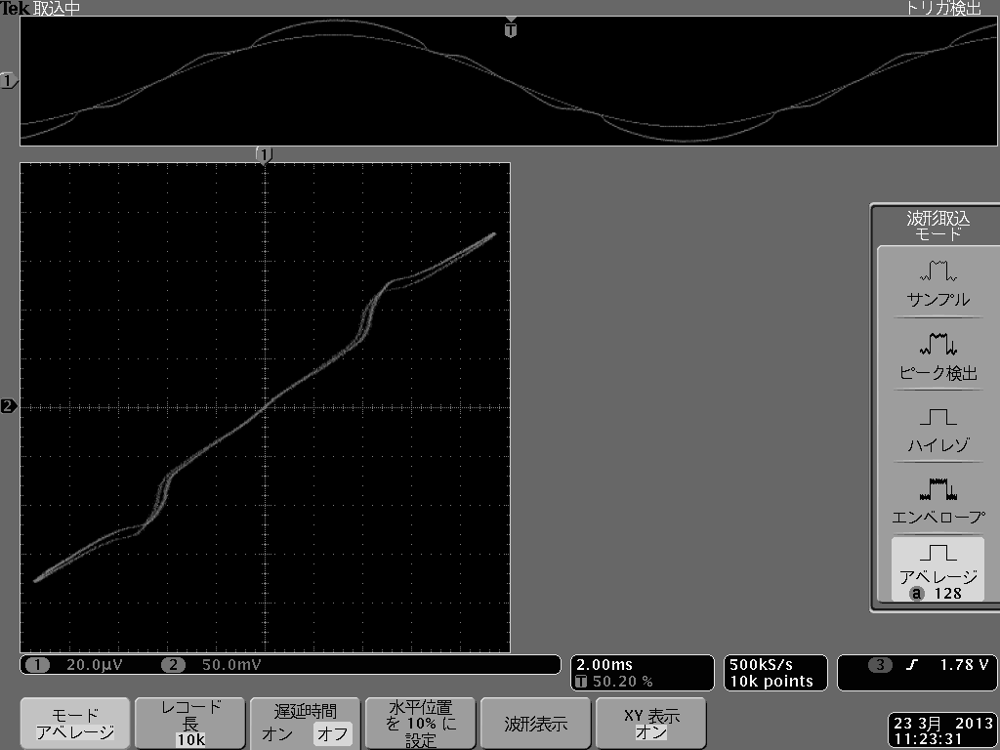 Tek 取込中
トリガ検出
T
1
1
2
波形取込
モード
サンプル
ピーク検出
ハイレゾ
エンベロープ
アベレージ
a 128
1 20.0µV 2 50.0mV
2.00ms
T 50.20 %
500kS/s
10k points
3 1.78 V
モード
アベレージ
レコード
長
10k
遅延時間
オン オフ
水平位置
を 10% に
設定
波形表示
XY 表示
オン
23 3月 2013
11:23:31